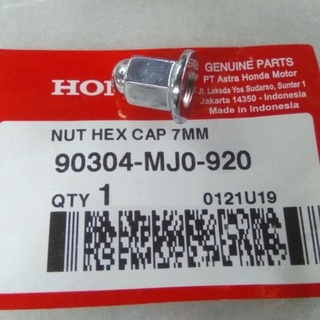 HON
GENUINE PARTS
PT Astra Honda Motor
Jl. Laksda Yos Sudarso, Sunter 1
Jakarta 14350 - Indonesia
Made in Indonesia
NUT HEX CAP 7MM
90304-MJ0-920
QTY 1 0121U19